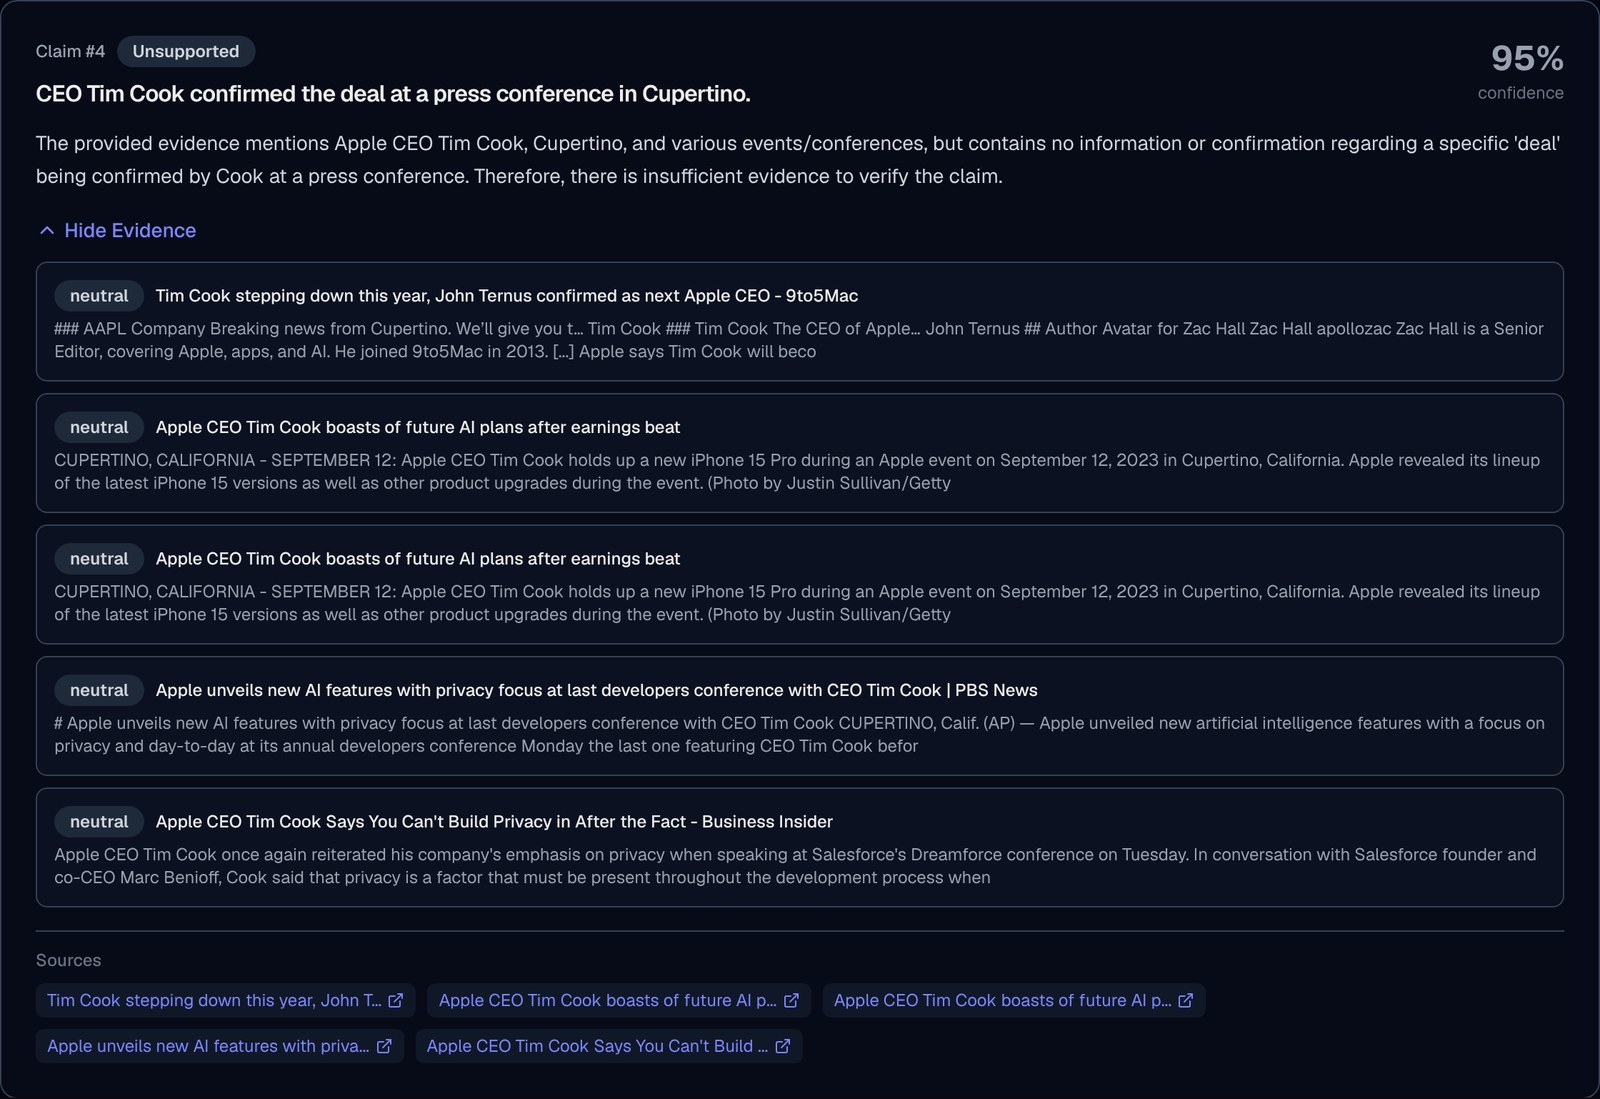 Claim #4 Unsupported
95%
confidence
CEO Tim Cook confirmed the deal at a press conference in Cupertino.
The provided evidence mentions Apple CEO Tim Cook, Cupertino, and various events/conferences, but contains no information or confirmation regarding a specific 'deal'
being confirmed by Cook at a press conference. Therefore, there is insufficient evidence to verify the claim.
Hide Evidence
neutral Tim Cook stepping down this year, John Ternus confirmed as next Apple CEO - 9to5Mac
### AAPL Company Breaking news from Cupertino. We’ll give you t… Tim Cook ### Tim Cook The CEO of Apple… John Ternus ## Author Avatar for Zac Hall Zac Hall apollozac Zac Hall is a Senior
Editor, covering Apple, apps, and AI. He joined 9to5Mac in 2013. [...] Apple says Tim Cook will beco
neutral Apple CEO Tim Cook boasts of future AI plans after earnings beat
CUPERTINO, CALIFORNIA - SEPTEMBER 12: Apple CEO Tim Cook holds up a new iPhone 15 Pro during an Apple event on September 12, 2023 in Cupertino, California. Apple revealed its lineup
of the latest iPhone 15 versions as well as other product upgrades during the event. (Photo by Justin Sullivan/Getty
neutral Apple CEO Tim Cook boasts of future AI plans after earnings beat
CUPERTINO, CALIFORNIA - SEPTEMBER 12: Apple CEO Tim Cook holds up a new iPhone 15 Pro during an Apple event on September 12, 2023 in Cupertino, California. Apple revealed its lineup
of the latest iPhone 15 versions as well as other product upgrades during the event. (Photo by Justin Sullivan/Getty
neutral Apple unveils new AI features with privacy focus at last developers conference with CEO Tim Cook | PBS News
# Apple unveils new AI features with privacy focus at last developers conference with CEO Tim Cook CUPERTINO, Calif. (AP) — Apple unveiled new artificial intelligence features with a focus on
privacy and day-to-day at its annual developers conference Monday the last one featuring CEO Tim Cook befor
neutral Apple CEO Tim Cook Says You Can't Build Privacy in After the Fact - Business Insider
Apple CEO Tim Cook once again reiterated his company's emphasis on privacy when speaking at Salesforce's Dreamforce conference on Tuesday. In conversation with Salesforce founder and
co-CEO Marc Benioff, Cook said that privacy is a factor that must be present throughout the development process when
Sources
Tim Cook stepping down this year, John T... Apple CEO Tim Cook boasts of future AI p... Apple CEO Tim Cook boasts of future AI p...
Apple unveils new AI features with priva... Apple CEO Tim Cook Says You Can't Build ...